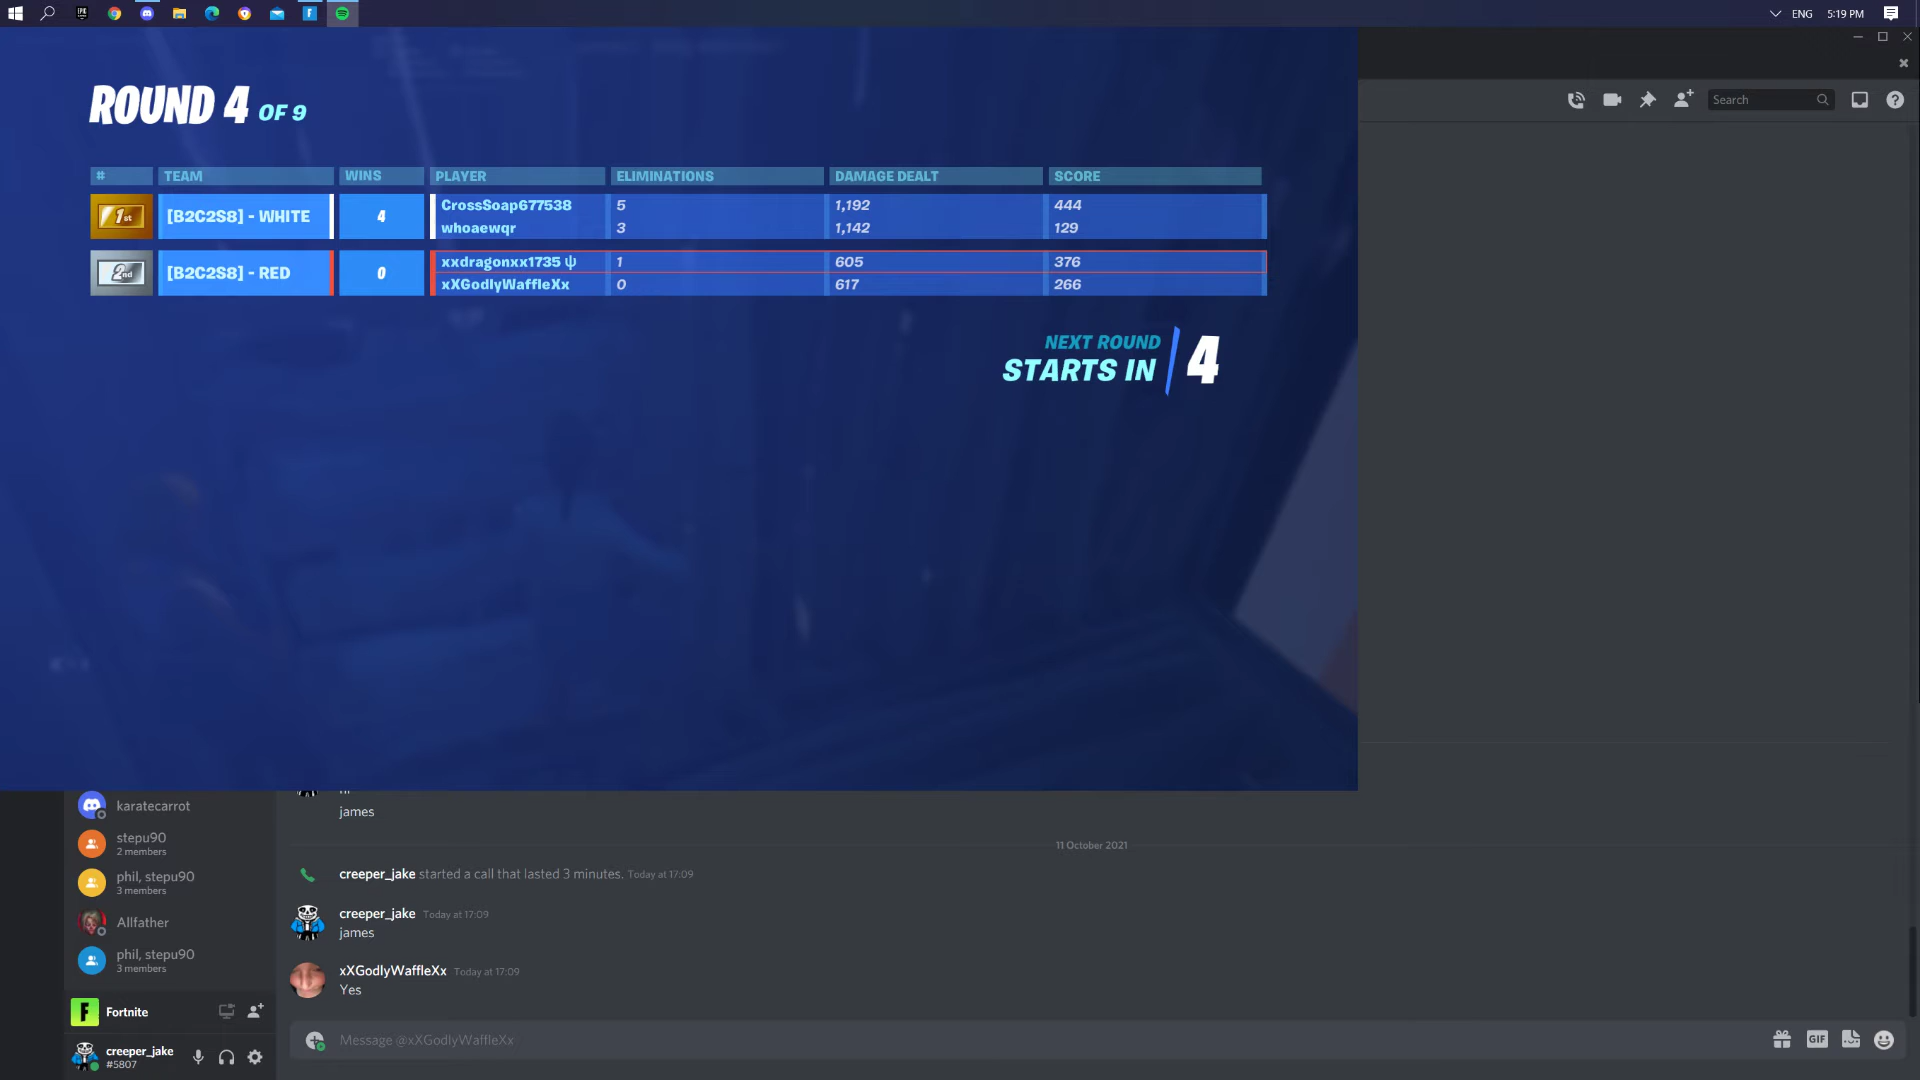 ENG 5:19 PM
Search
ROUND 4 OF 9
# TEAM WINS PLAYER ELIMINATIONS DAMAGE DEALT SCORE
1st [B2C2S8] - WHITE 4
CrossSoap677538 5 1,192 444
whoaewqr 3 1,142 129
2nd [B2C2S8] - RED 0
xxdragonxx1735 ψ 1 605 376
xXGodlyWaffleXx 0 617 266
NEXT ROUND
STARTS IN 4
karatecarrot
stepu90
2 members
phil, stepu90
3 members
Allfather
phil, stepu90
3 members
Fortnite
creeper_jake
#5807
james
11 October 2021
creeper_jake started a call that lasted 3 minutes. Today at 17:09
creeper_jake Today at 17:09
james
xXGodlyWaffleXx Today at 17:09
Yes
Message @xXGodlyWaffleXx
GIF